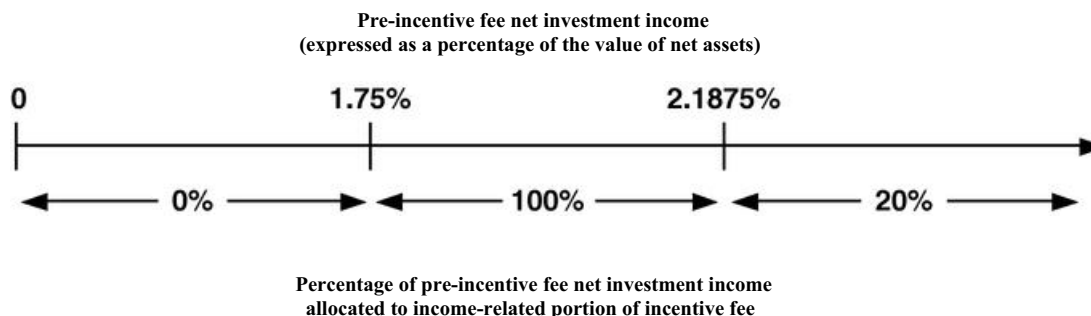 Pre-incentive fee net investment income
(expressed as a percentage of the value of net assets)
0 1.75% 2.1875%
0% 100% 20%
Percentage of pre-incentive fee net investment income
allocated to income-related portion of incentive fee